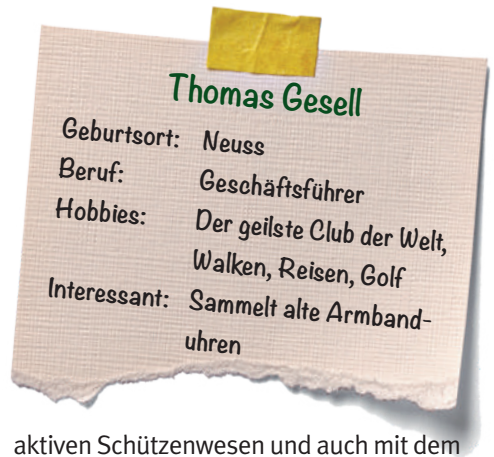 Thomas Gesell
Geburtsort: Neuss
Beruf: Geschäftsführer
Hobbies: Der geilste Club der Welt,
Walken, Reisen, Golf
Interessant: Sammelt alte Armband-
uhren
aktiven Schützenwesen und auch mit dem